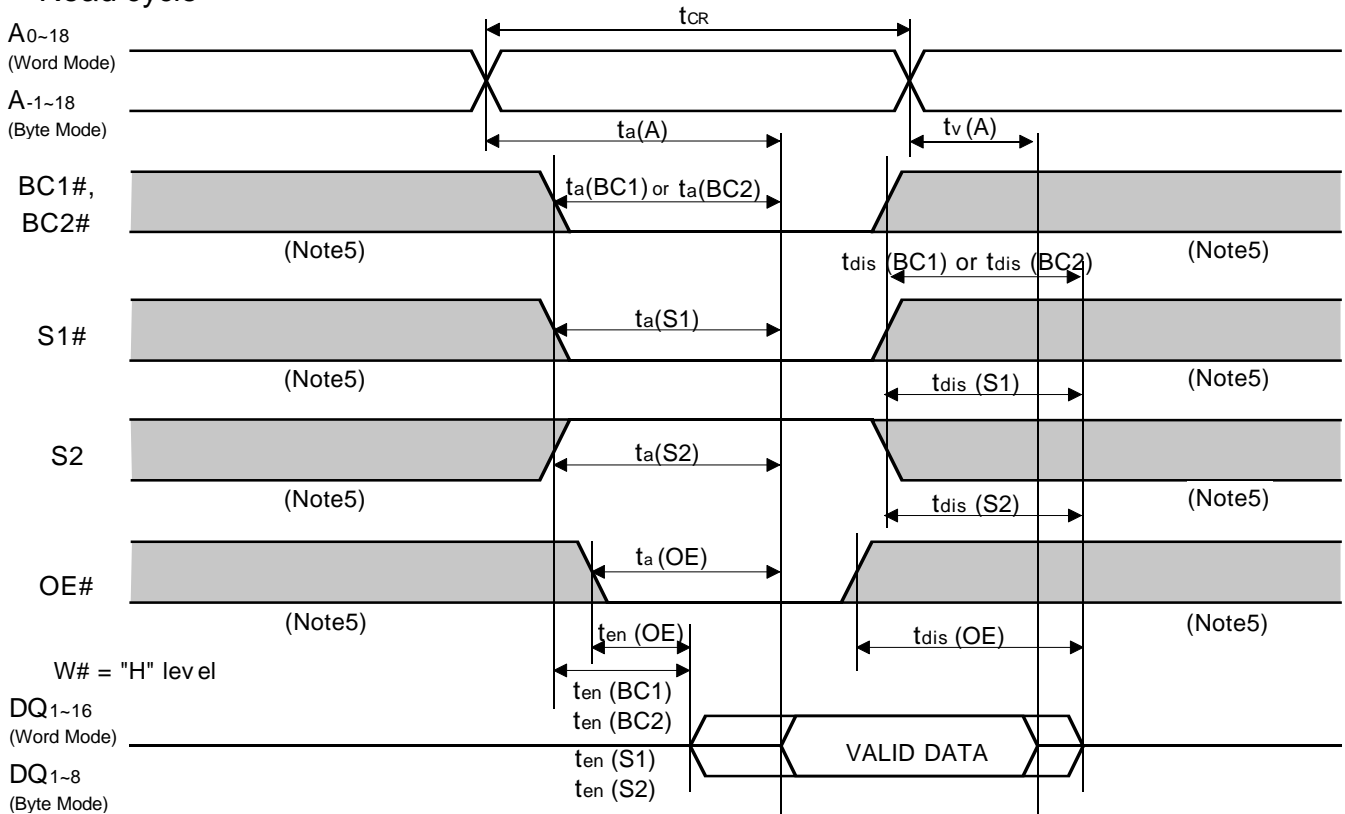 tCR
A0~18
(Word Mode)
A-1~18
(Byte Mode)
ta(A)
tv (A)
BC1#,
BC2#
ta(BC1) or ta(BC2)
(Note5)
(Note5)
tdis (BC1) or tdis (BC2)
S1#
ta(S1)
(Note5)
(Note5)
tdis (S1)
S2
ta(S2)
(Note5)
(Note5)
tdis (S2)
OE#
ta (OE)
(Note5)
(Note5)
ten (OE)
tdis (OE)
W# = "H" level
ten (BC1)
ten (BC2)
ten (S1)
ten (S2)
DQ1~16
(Word Mode)
VALID DATA
DQ1~8
(Byte Mode)